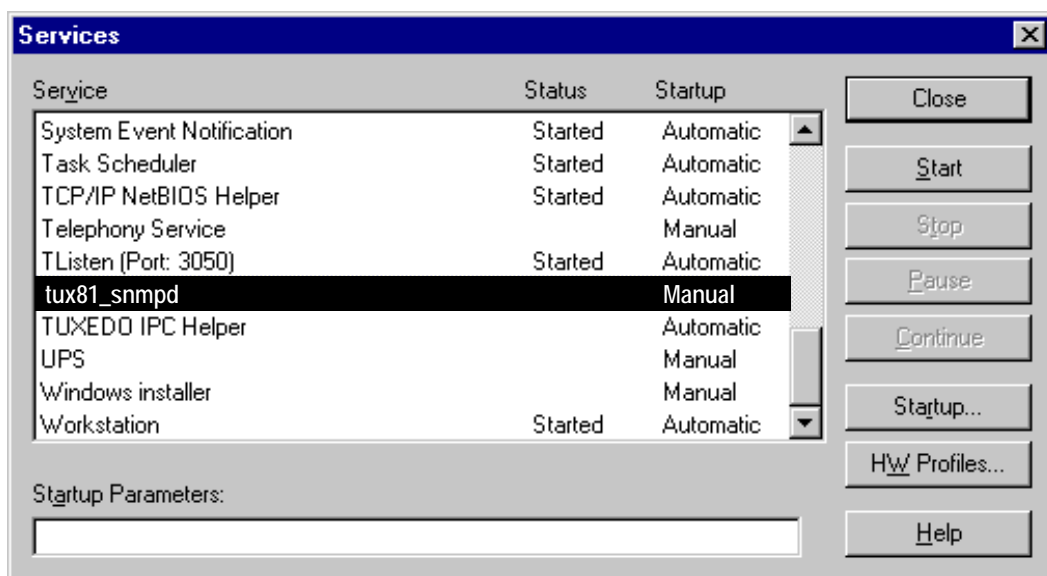 Services
Service Status Startup
System Event Notification Started Automatic
Task Scheduler Started Automatic
TCP/IP NetBIOS Helper Started Automatic
Telephony Service Manual
TListen (Port: 3050) Started Automatic
tux81_snmpd Manual
TUXEDO IPC Helper Automatic
UPS Manual
Windows installer Manual
Workstation Started Automatic
Startup Parameters:
Close
Start
Stop
Pause
Continue
Startup...
HW Profiles...
Help